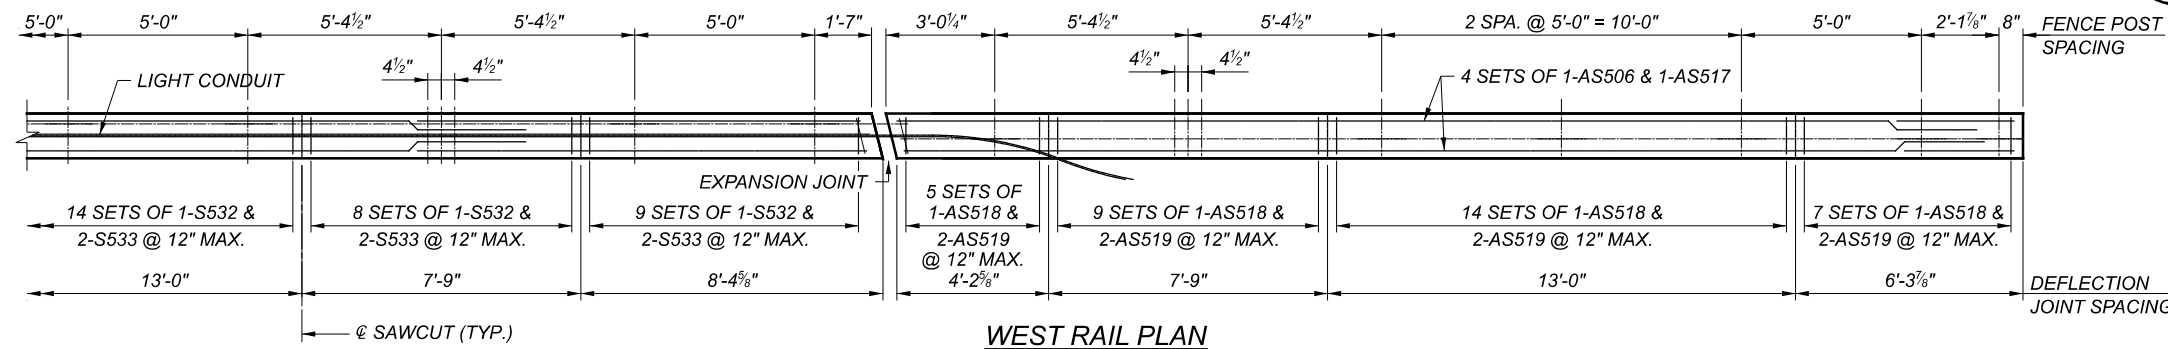 5'-0" 5'-0" 5'-4½" 5'-4½" 5'-0" 1'-7" 3'-0¼" 5'-4½" 5'-4½" 2 SPA. @ 5'-0" = 10'-0" 5'-0" 2'-1⅞" 8" FENCE POST
SPACING
4½" 4½" 4½" 4½"
LIGHT CONDUIT
4 SETS OF 1-AS506 & 1-AS517
EXPANSION JOINT
14 SETS OF 1-S532 &
2-S533 @ 12" MAX.
8 SETS OF 1-S532 &
2-S533 @ 12" MAX.
9 SETS OF 1-S532 &
2-S533 @ 12" MAX.
5 SETS OF
1-AS518 &
2-AS519
@ 12" MAX.
9 SETS OF 1-AS518 &
2-AS519 @ 12" MAX.
14 SETS OF 1-AS518 &
2-AS519 @ 12" MAX.
7 SETS OF 1-AS518 &
2-AS519 @ 12" MAX.
13'-0" 7'-9" 8'-4⅝" 4'-2⅝" 7'-9" 13'-0" 6'-3⅞" DEFLECTION
JOINT SPACING
℄ SAWCUT (TYP.)
WEST RAIL PLAN